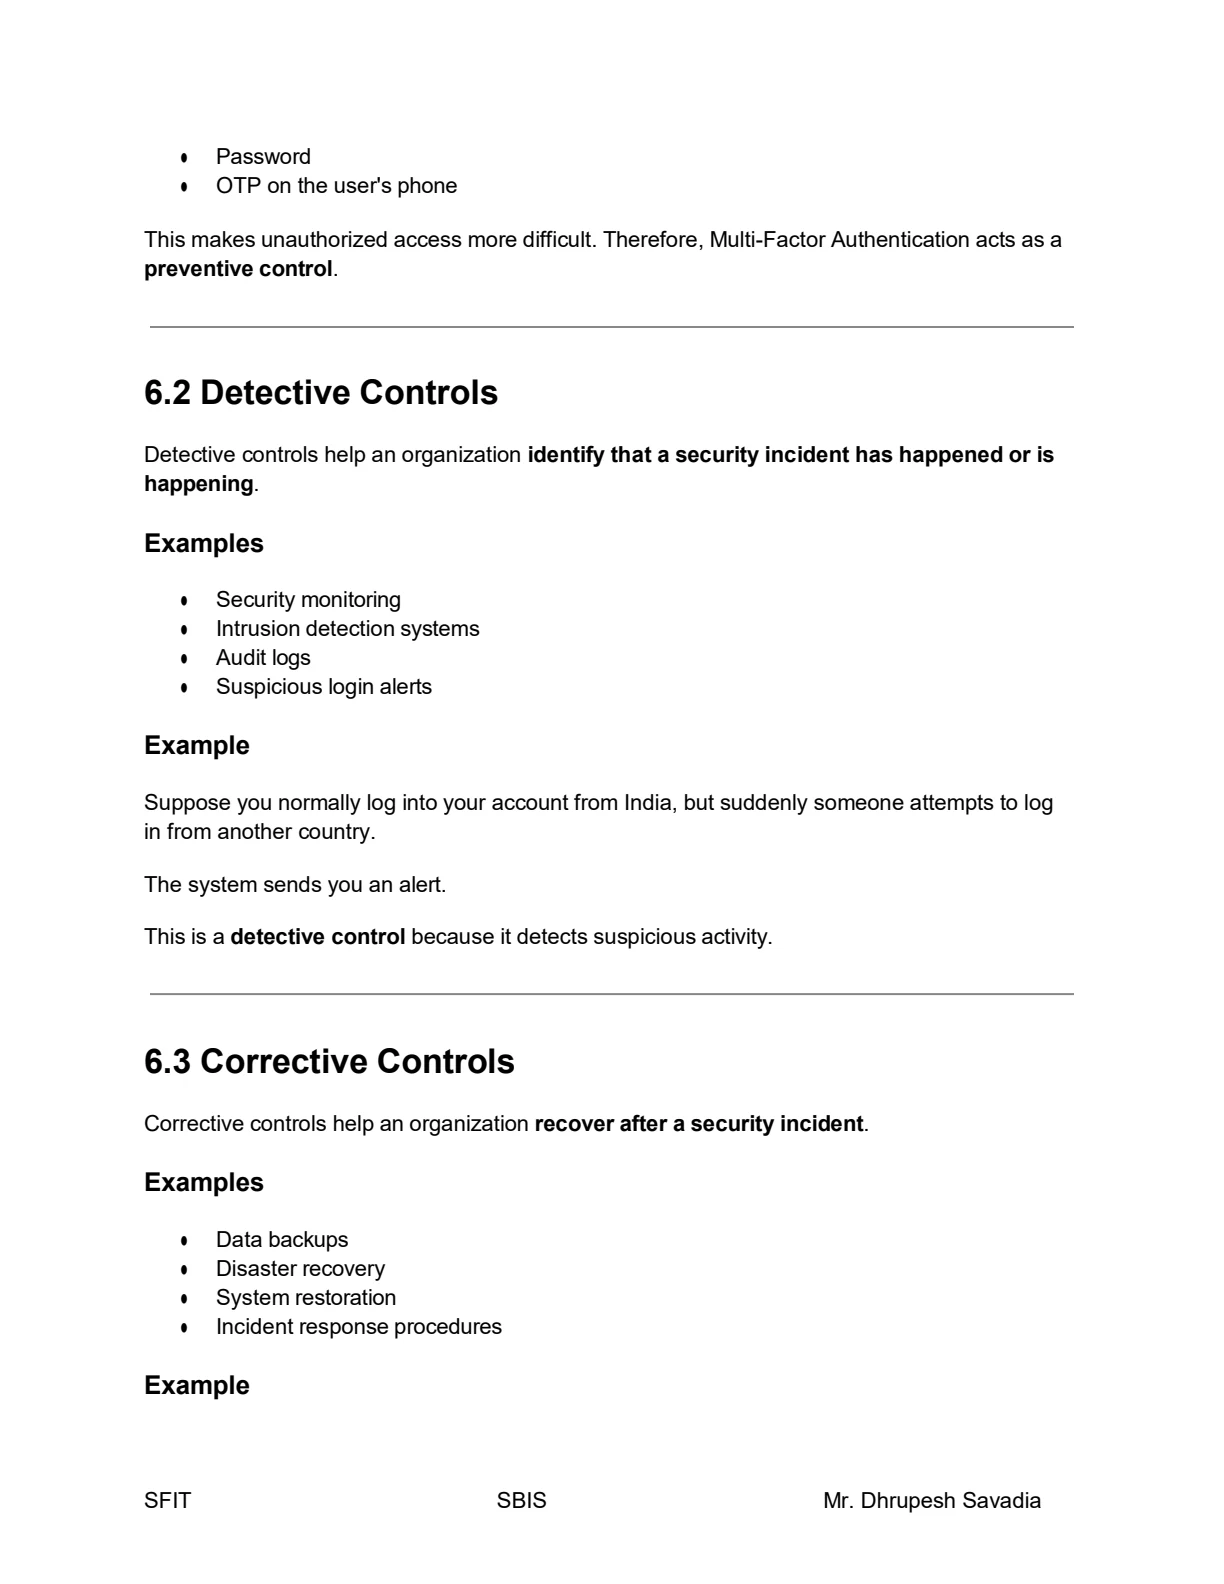 • Password
• OTP on the user's phone
This makes unauthorized access more difficult. Therefore, Multi-Factor Authentication acts as a
preventive control.
6.2 Detective Controls
Detective controls help an organization identify that a security incident has happened or is
happening.
Examples
• Security monitoring
• Intrusion detection systems
• Audit logs
• Suspicious login alerts
Example
Suppose you normally log into your account from India, but suddenly someone attempts to log
in from another country.
The system sends you an alert.
This is a detective control because it detects suspicious activity.
6.3 Corrective Controls
Corrective controls help an organization recover after a security incident.
Examples
• Data backups
• Disaster recovery
• System restoration
• Incident response procedures
Example
SFIT SBIS Mr. Dhrupesh Savadia